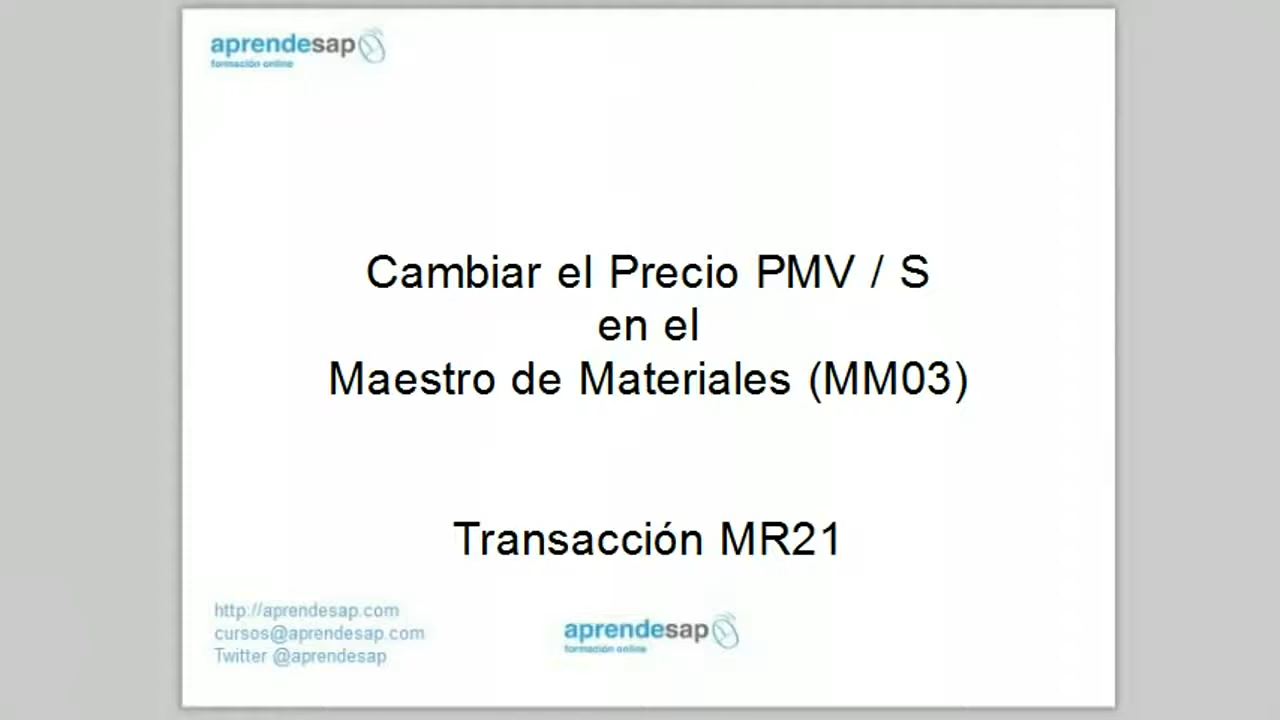 aprendesap
formación online
Cambiar el Precio PMV / S
en el
Maestro de Materiales (MM03)
Transacción MR21
http://aprendesap.com
cursos@aprendesap.com
Twitter @aprendesap
aprendesap
formación online